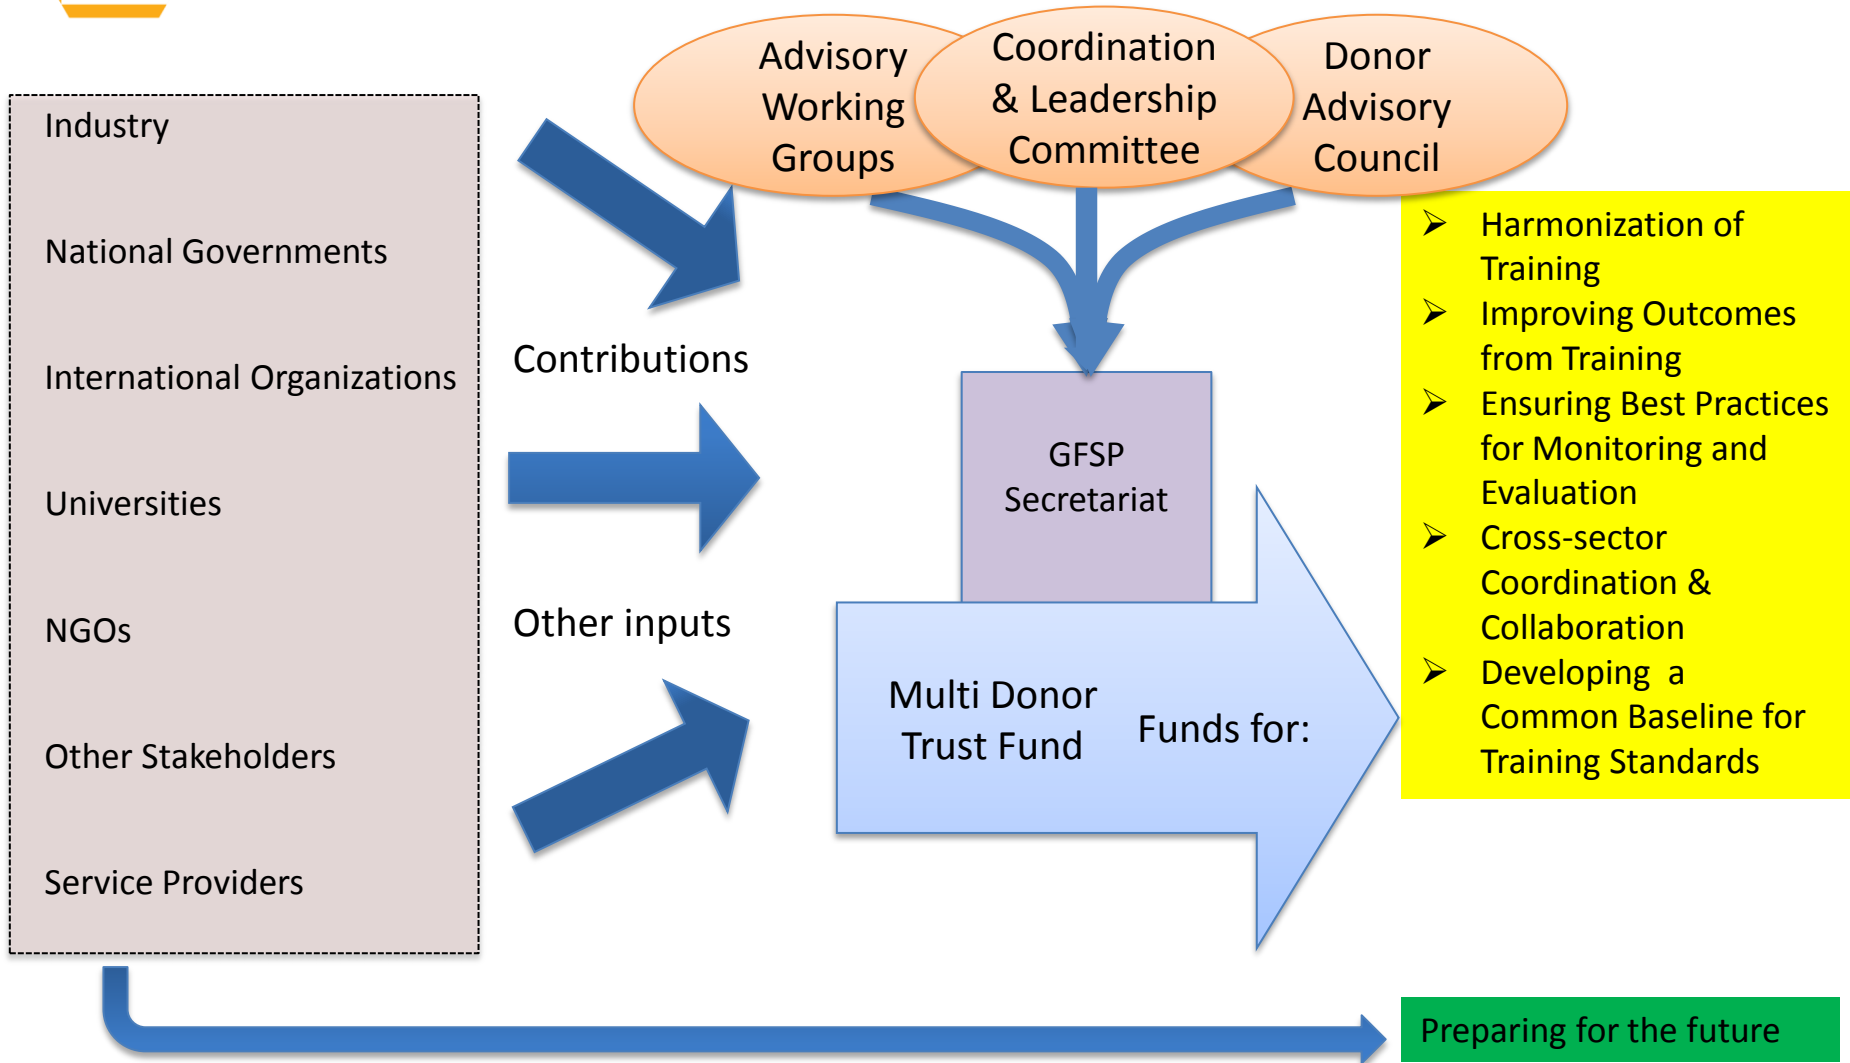 Industry
National Governments
International Organizations
Universities
NGOs
Other Stakeholders
Service Providers
Contributions
Other inputs
Advisory
Working
Groups
Coordination
& Leadership
Committee
Donor
Advisory
Council
GFSP
Secretariat
Multi Donor
Trust Fund
Funds for:
➢ Harmonization of
Training
➢ Improving Outcomes
from Training
➢ Ensuring Best Practices
for Monitoring and
Evaluation
➢ Cross-sector
Coordination &
Collaboration
➢ Developing a
Common Baseline for
Training Standards
Preparing for the future